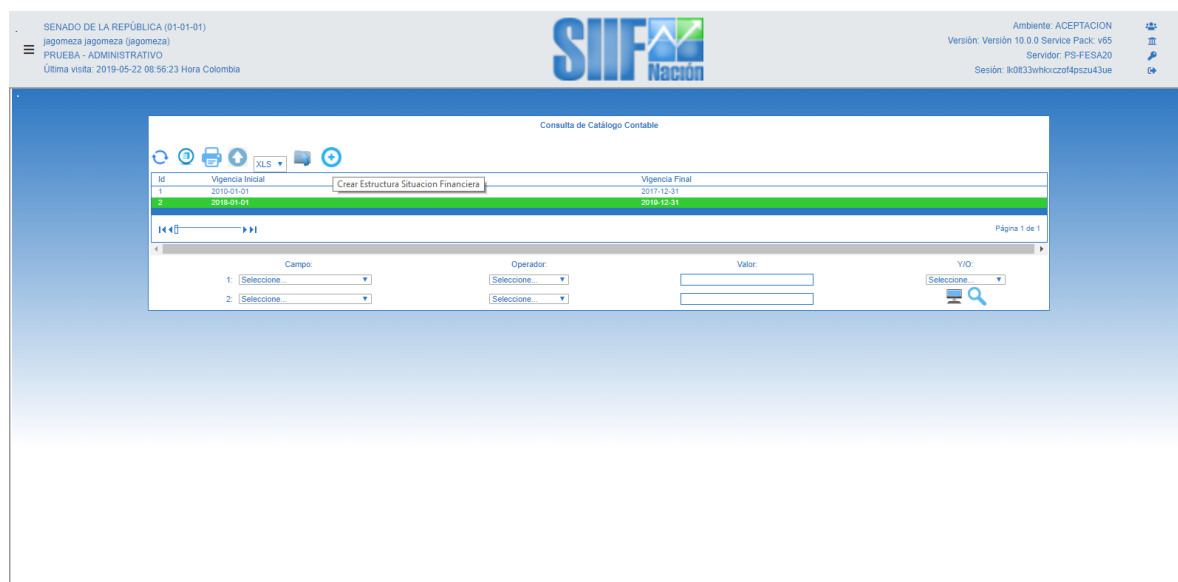 SENADO DE LA REPÚBLICA (01-01-01)
jagomeza jagomeza (jagomeza)
PRUEBA - ADMINISTRATIVO
Última visita: 2019-05-22 08:56:23 Hora Colombia
SIIF
Nación
Ambiente: ACEPTACION
Versión: Versión 10.0.0 Service Pack: v65
Servidor: PS-FESA20
Sesión:
Consulta de Catálogo Contable
XLS
Crear Estructura Situacion Financiera
Id Vigencia Inicial Vigencia Final
1 2010-01-01 2017-12-31
2 2018-01-01 2019-12-31
Página 1 de 1
Campo: Operador: Valor: Y/O:
1: Seleccione... Seleccione... Seleccione...
2: Seleccione... Seleccione...